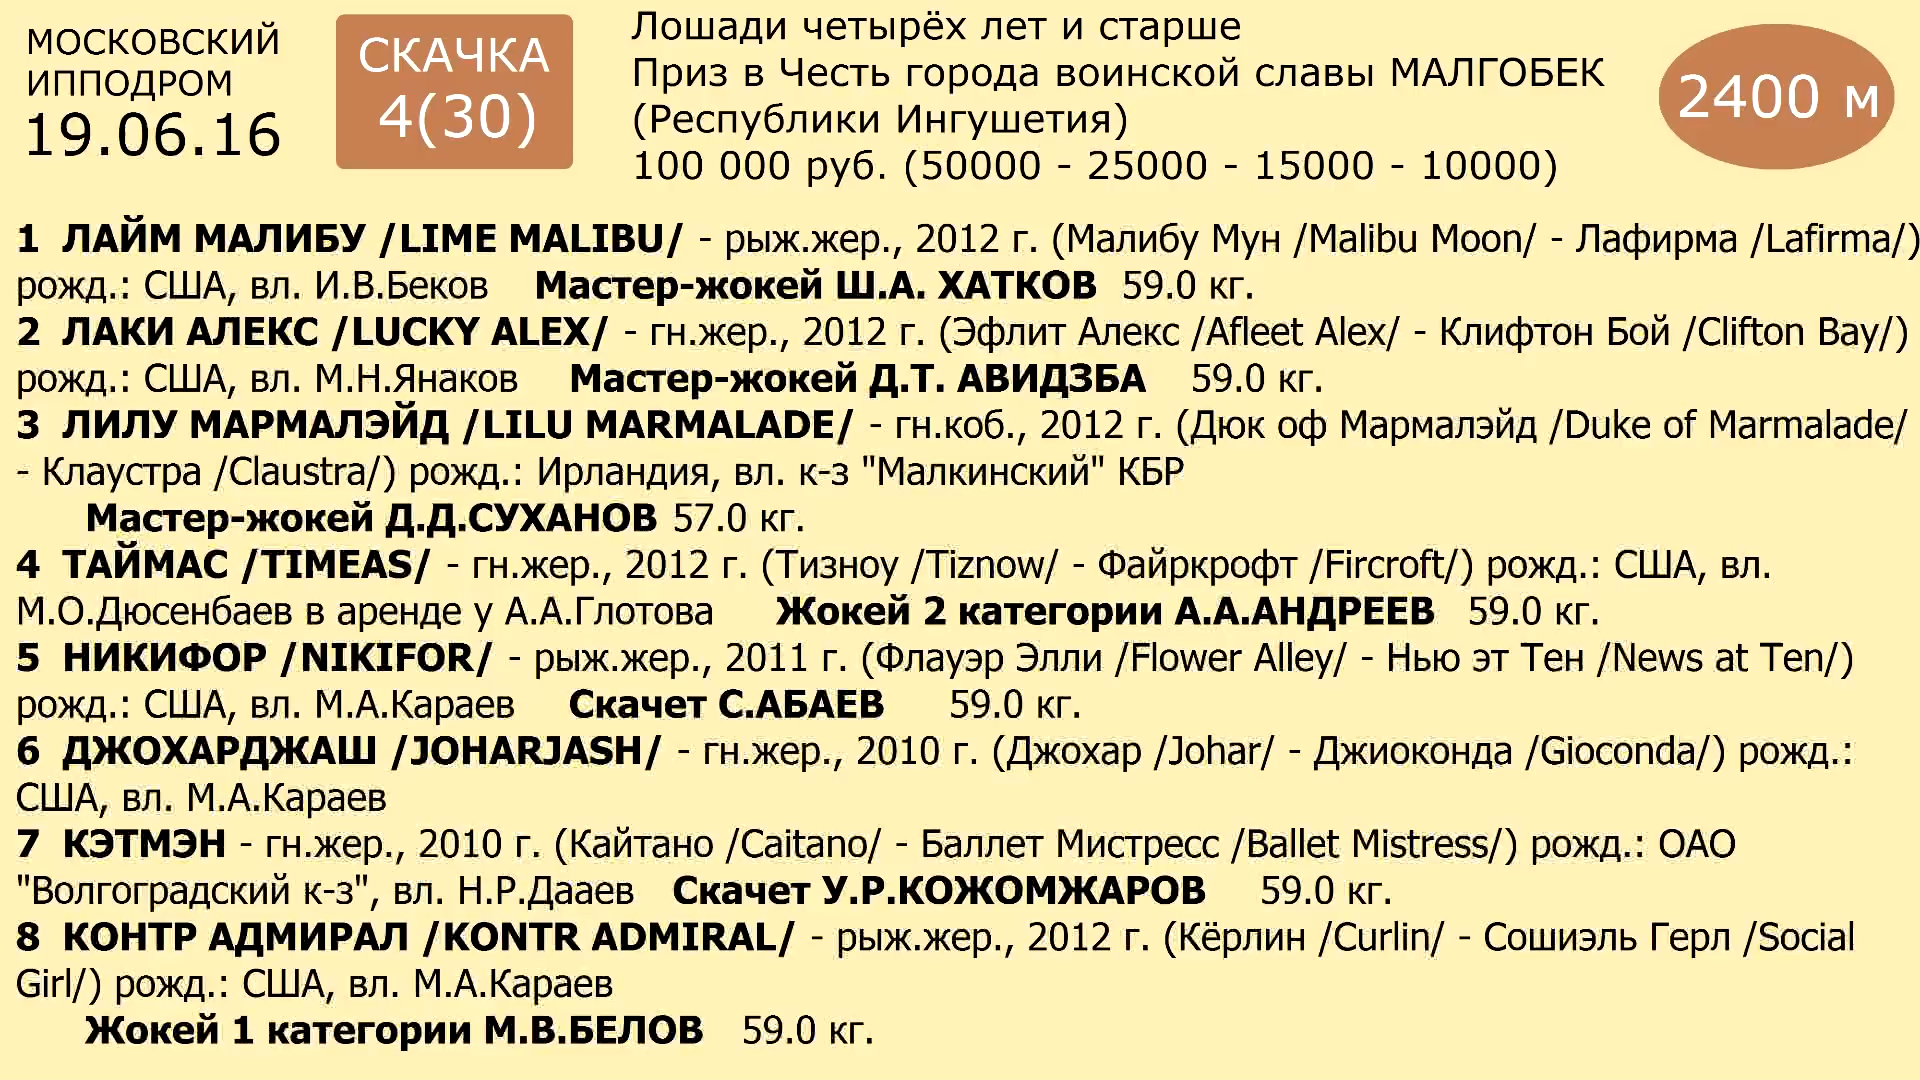 МОСКОВСКИЙ
ИППОДРОМ
19.06.16
СКАЧКА
4(30)
Лошади четырёх лет и старше
Приз в Честь города воинской славы МАЛГОБЕК
(Республики Ингушетия)
100 000 руб. (50000 - 25000 - 15000 - 10000)
2400 м
1 ЛАЙМ МАЛИБУ /LIME MALIBU/ - рыж.жер., 2012 г. (Малибу Мун /Malibu Moon/ - Лафирма /Lafirma/)
рожд.: США, вл. И.В.Беков Мастер-жокей Ш.А. ХАТКОВ 59.0 кг.
2 ЛАКИ АЛЕКС /LUCKY ALEX/ - гн.жер., 2012 г. (Эфлит Алекс /Afleet Alex/ - Клифтон Бой /Clifton Bay/)
рожд.: США, вл. М.Н.Янаков Мастер-жокей Д.Т. АВИДЗБА 59.0 кг.
3 ЛИЛУ МАРМАЛЭЙД /LILU MARMALADE/ - гн.коб., 2012 г. (Дюк оф Мармалэйд /Duke of Marmalade/
- Клаустра /Claustra/) рожд.: Ирландия, вл. к-з "Малкинский" КБР
Мастер-жокей Д.Д.СУХАНОВ 57.0 кг.
4 ТАЙМАС /TIMEAS/ - гн.жер., 2012 г. (Тизноу /Tiznow/ - Файркрофт /Fircroft/) рожд.: США, вл.
М.О.Дюсенбаев в аренде у А.А.Глотова Жокей 2 категории А.А.АНДРЕЕВ 59.0 кг.
5 НИКИФОР /NIKIFOR/ - рыж.жер., 2011 г. (Флауэр Элли /Flower Alley/ - Нью эт Тен /News at Ten/)
рожд.: США, вл. М.А.Караев Скачет С.АБАЕВ 59.0 кг.
6 ДЖОХАРДЖАШ /JOHARJASH/ - гн.жер., 2010 г. (Джохар /Johar/ - Джиоконда /Gioconda/) рожд.:
США, вл. М.А.Караев
7 КЭТМЭН - гн.жер., 2010 г. (Кайтано /Caitano/ - Баллет Мистресс /Ballet Mistress/) рожд.: ОАО
"Волгоградский к-з", вл. Н.Р.Дааев Скачет У.Р.КОЖОМЖАРОВ 59.0 кг.
8 КОНТР АДМИРАЛ /KONTR ADMIRAL/ - рыж.жер., 2012 г. (Кёрлин /Curlin/ - Сошиэль Герл /Social
Girl/) рожд.: США, вл. М.А.Караев
Жокей 1 категории М.В.БЕЛОВ 59.0 кг.